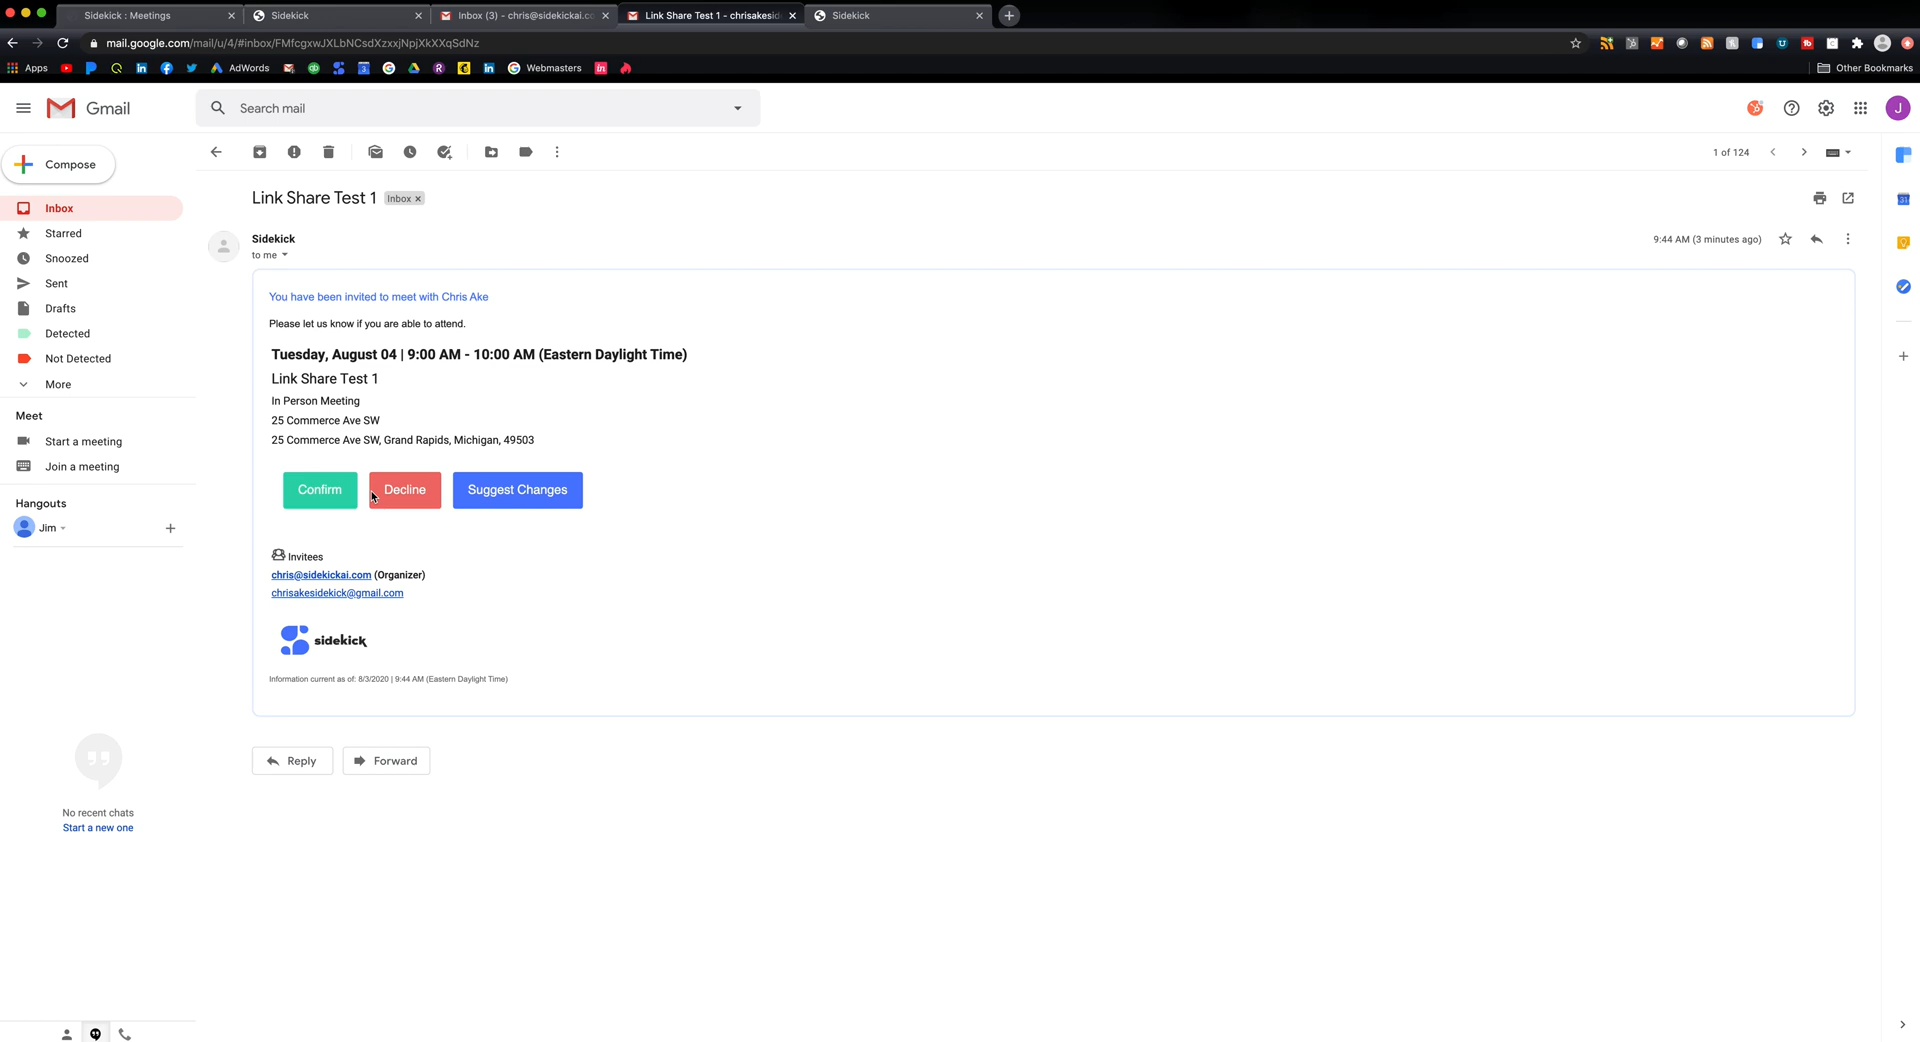 Sidekick : Meetings
Sidekick
Inbox (3) - chris@sidekickai.cc
Link Share Test 1 - chrisakeside
Sidekick
mail.google.com/mail/u/4/#inbox/FMfcgxwJXLbNCsdXzxxjNpjXkXXqSdNz
Apps
AdWords
Webmasters
Other Bookmarks
Gmail
Search mail
J
Compose
1 of 124
Link Share Test 1
Inbox x
Inbox
Starred
Snoozed
Sent
Drafts
Detected
Not Detected
More
Sidekick
to me
9:44 AM (3 minutes ago)
You have been invited to meet with Chris Ake
Please let us know if you are able to attend.
Tuesday, August 04 | 9:00 AM - 10:00 AM (Eastern Daylight Time)
Link Share Test 1
In Person Meeting
25 Commerce Ave SW
25 Commerce Ave SW, Grand Rapids, Michigan, 49503
Confirm
Decline
Suggest Changes
Meet
Start a meeting
Join a meeting
Hangouts
Jim
Invitees
chris@sidekickai.com (Organizer)
chrisakesidekick@gmail.com
sidekick
Information current as of: 8/3/2020 | 9:44 AM (Eastern Daylight Time)
Reply
Forward
No recent chats
Start a new one